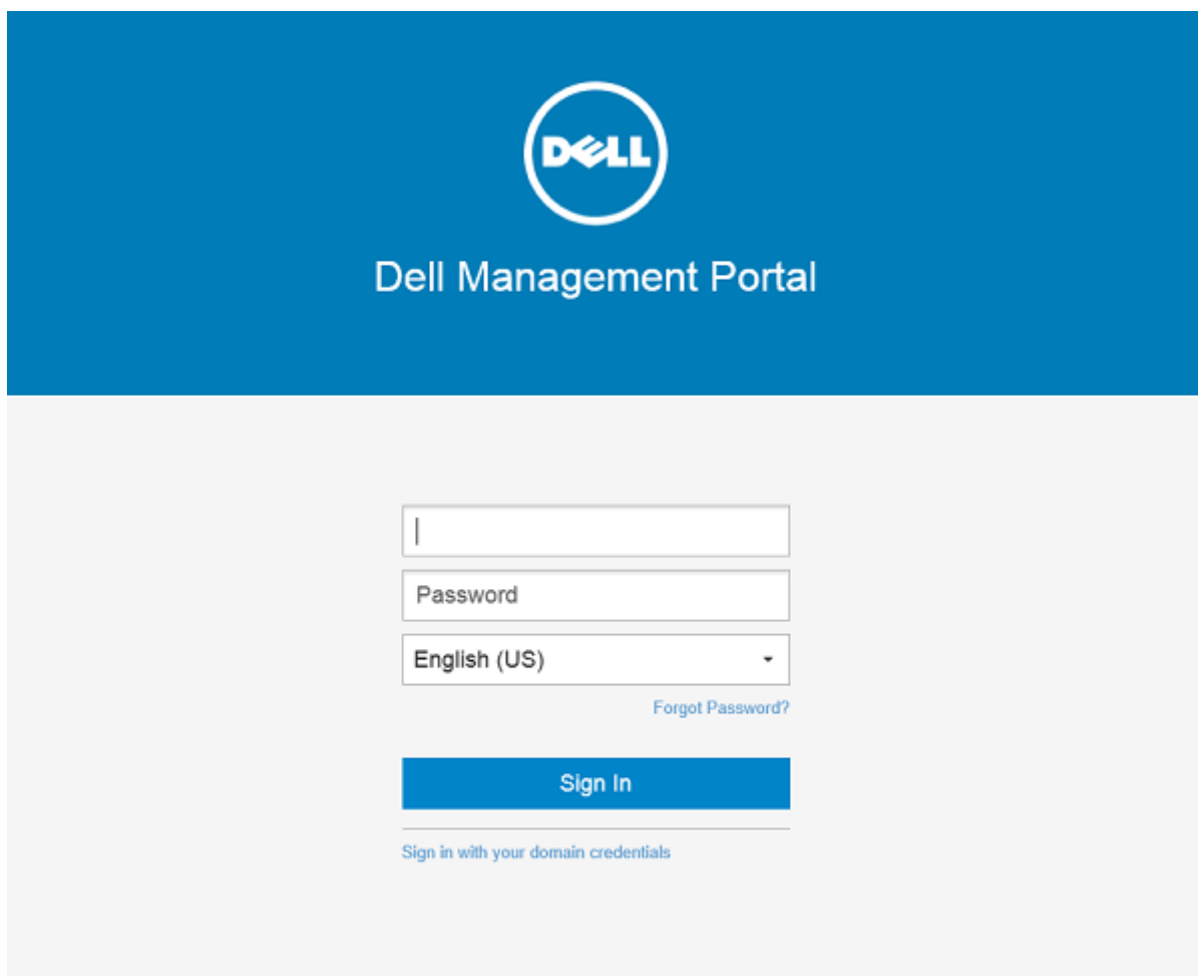 DELL
Dell Management Portal
Password
English (US)
Forgot Password?
Sign In
Sign in with your domain credentials